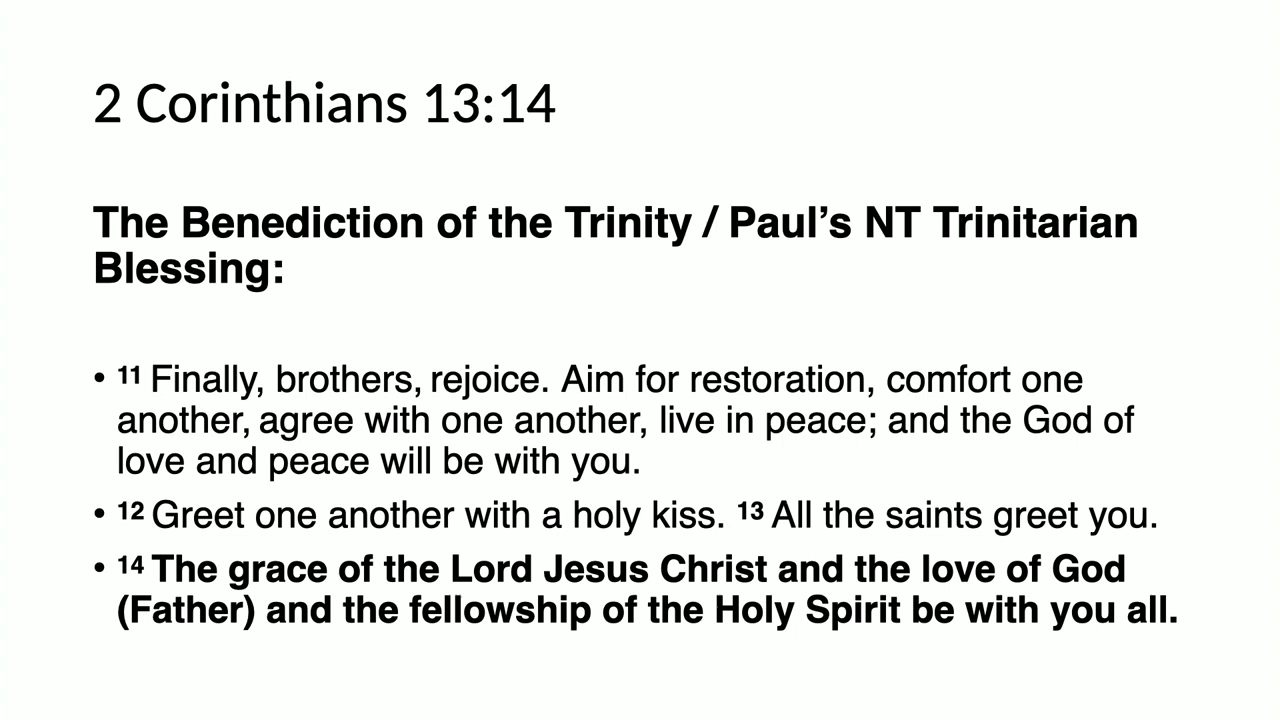 2 Corinthians 13:14
The Benediction of the Trinity / Paul’s NT Trinitarian
Blessing:
• 11 Finally, brothers, rejoice. Aim for restoration, comfort one
another, agree with one another, live in peace; and the God of
love and peace will be with you.
• 12 Greet one another with a holy kiss. 13 All the saints greet you.
• 14 The grace of the Lord Jesus Christ and the love of God
(Father) and the fellowship of the Holy Spirit be with you all.